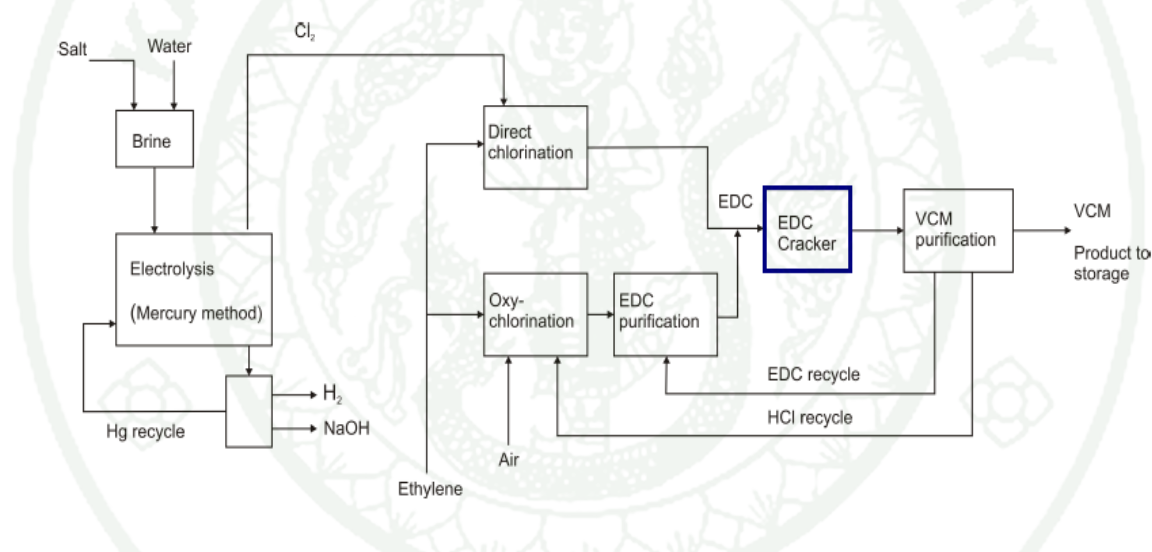 Cl₂
Salt
Water
Brine
Direct
chlorination
EDC
EDC
Cracker
VCM
purification
VCM
Product to
storage
Electrolysis
(Mercury method)
Oxy-
chlorination
EDC
purification
EDC recycle
HCl recycle
H₂
NaOH
Hg recycle
Air
Ethylene